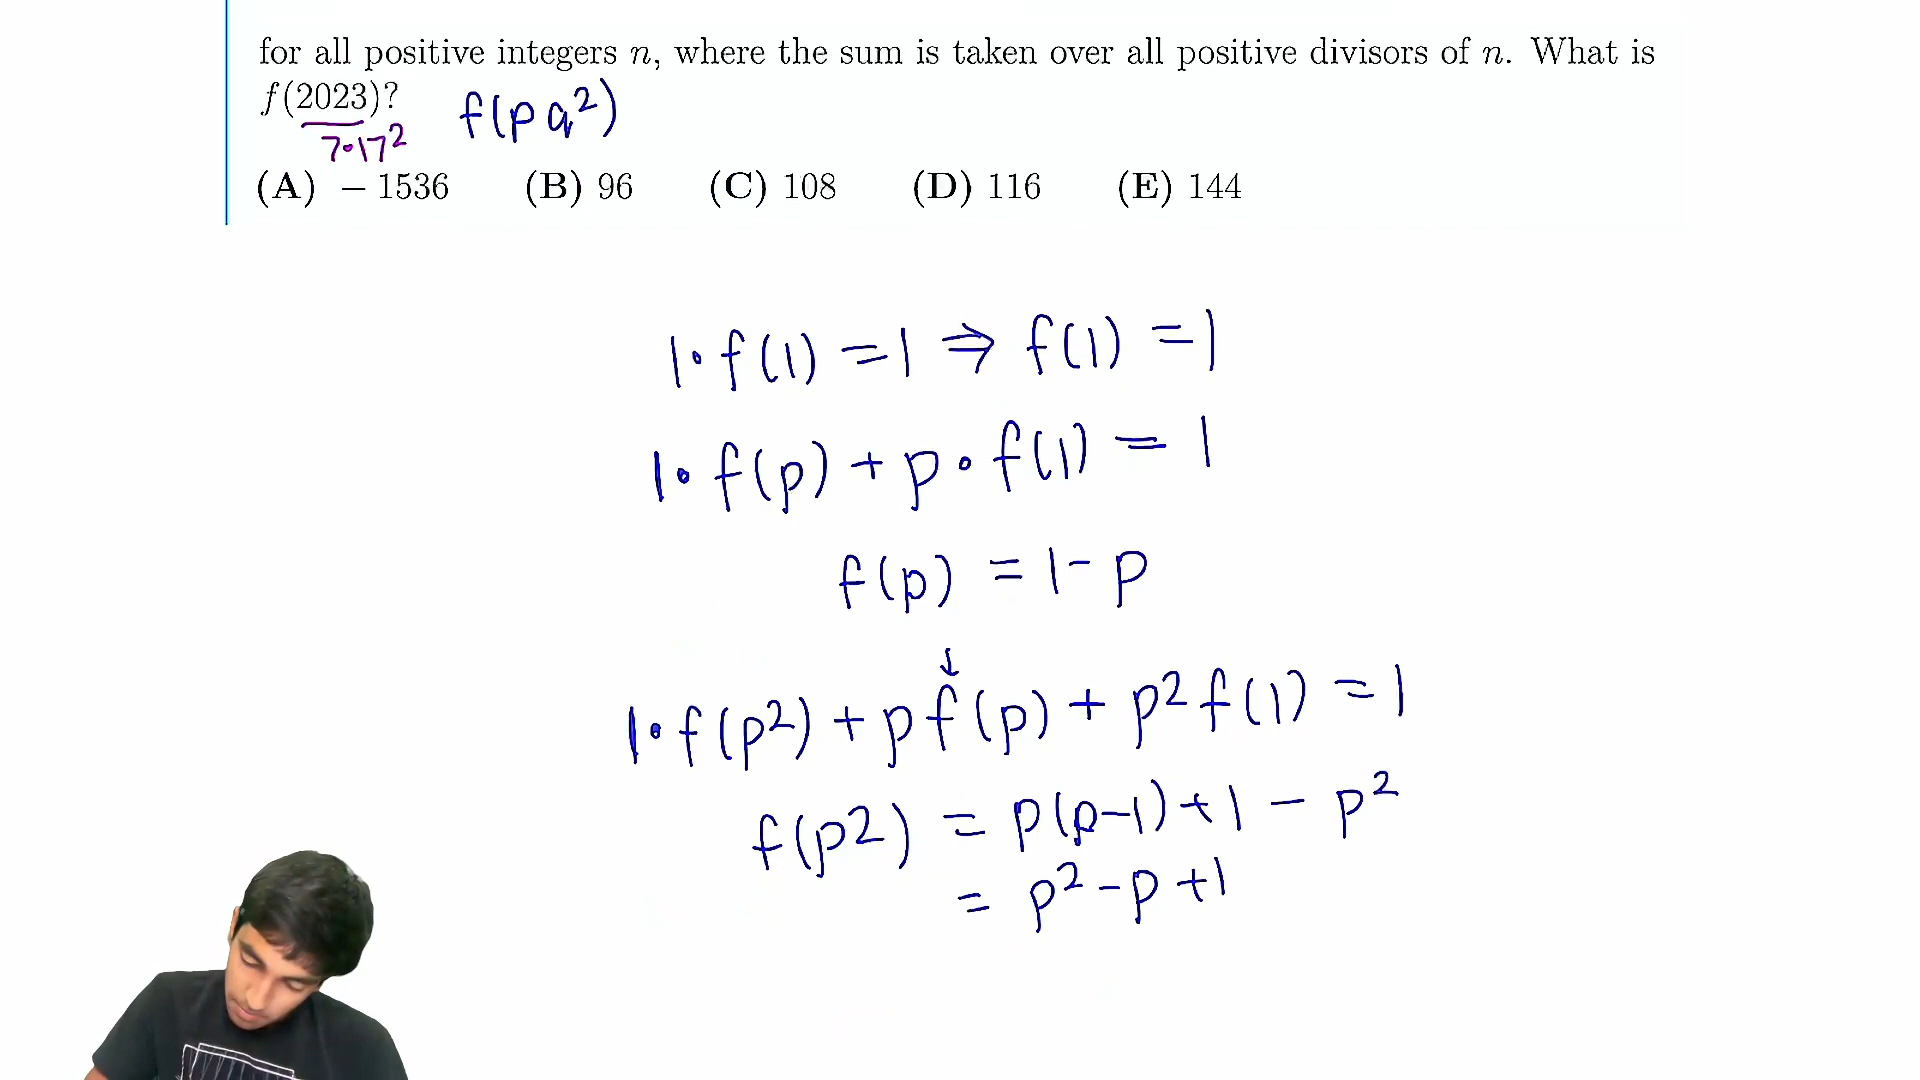 for all positive integers n, where the sum is taken over all positive divisors of n. What is
f(2023)? f(pq²)
7•17²
(A) − 1536 (B) 96 (C) 108 (D) 116 (E) 144
1•f(1) = 1 ⇒ f(1) = 1
1•f(p) + p•f(1) = 1
f(p) = 1 - p
↓
1•f(p²) + pf(p) + p²f(1) = 1
f(p2) = p(p-1)+1 - p²
= p²-p+1